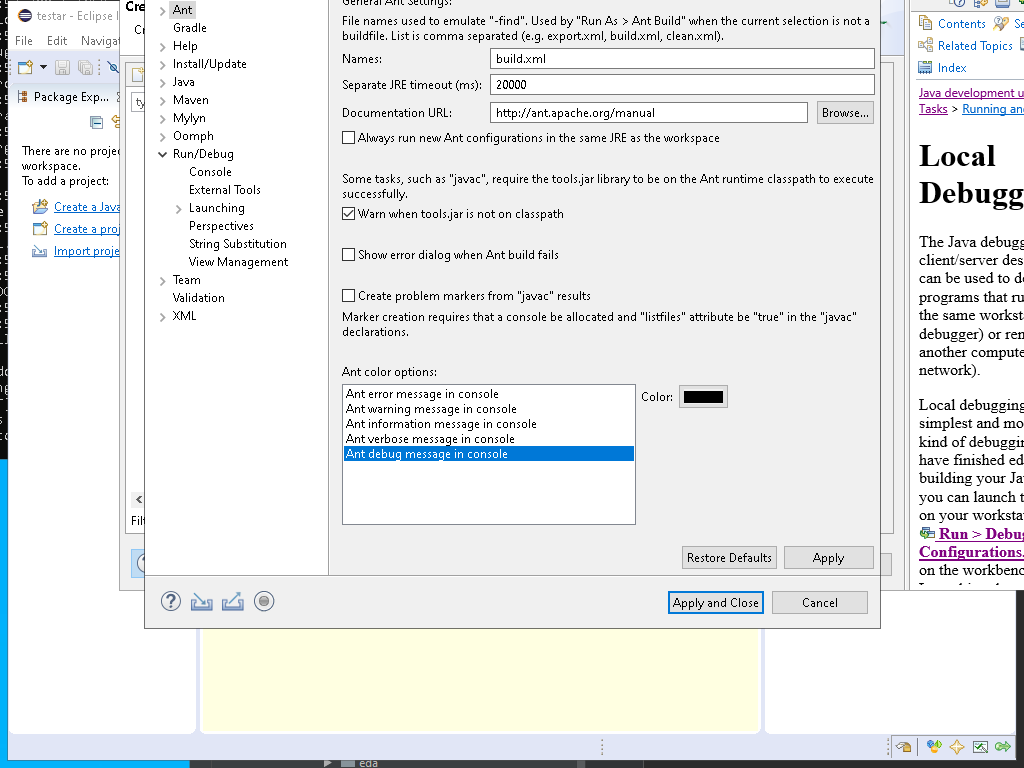 testar - Eclipse I
File Edit Naviga
Package Exp...
There are no projec
workspace.
To add a project:
Create a Java
Create a proj
Import proje
Cre
Ant
Gradle
Help
Install/Update
Java
Maven
Mylyn
Oomph
Run/Debug
Console
External Tools
Launching
Perspectives
String Substitution
View Management
Team
Validation
XML
General Ant Settings:
File names used to emulate "-find". Used by "Run As > Ant Build" when the current selection is not a
buildfile. List is comma separated (e.g. export.xml, build.xml, clean.xml).
Names: build.xml
Separate JRE timeout (ms): 20000
Documentation URL: http://ant.apache.org/manual Browse...
Always run new Ant configurations in the same JRE as the workspace
Some tasks, such as "javac", require the tools.jar library to be on the Ant runtime classpath to execute
successfully.
Warn when tools.jar is not on classpath
Show error dialog when Ant build fails
Create problem markers from "javac" results
Marker creation requires that a console be allocated and "listfiles" attribute be "true" in the "javac"
declarations.
Ant color options:
Ant error message in console
Ant warning message in console
Ant information message in console
Ant verbose message in console
Ant debug message in console
Color:
Restore Defaults Apply
Apply and Close Cancel
Contents Se
Related Topics
Index
Java development u
Tasks > Running and
Local
Debugg
The Java debugg
client/server des
can be used to de
programs that ru
the same worksta
debugger) or ren
another compute
network).
Local debugging
simplest and mo
kind of debuggin
have finished ed
building your Jav
you can launch t
on your worksta
Run > Debug
Configurations.
on the workbenc
eda